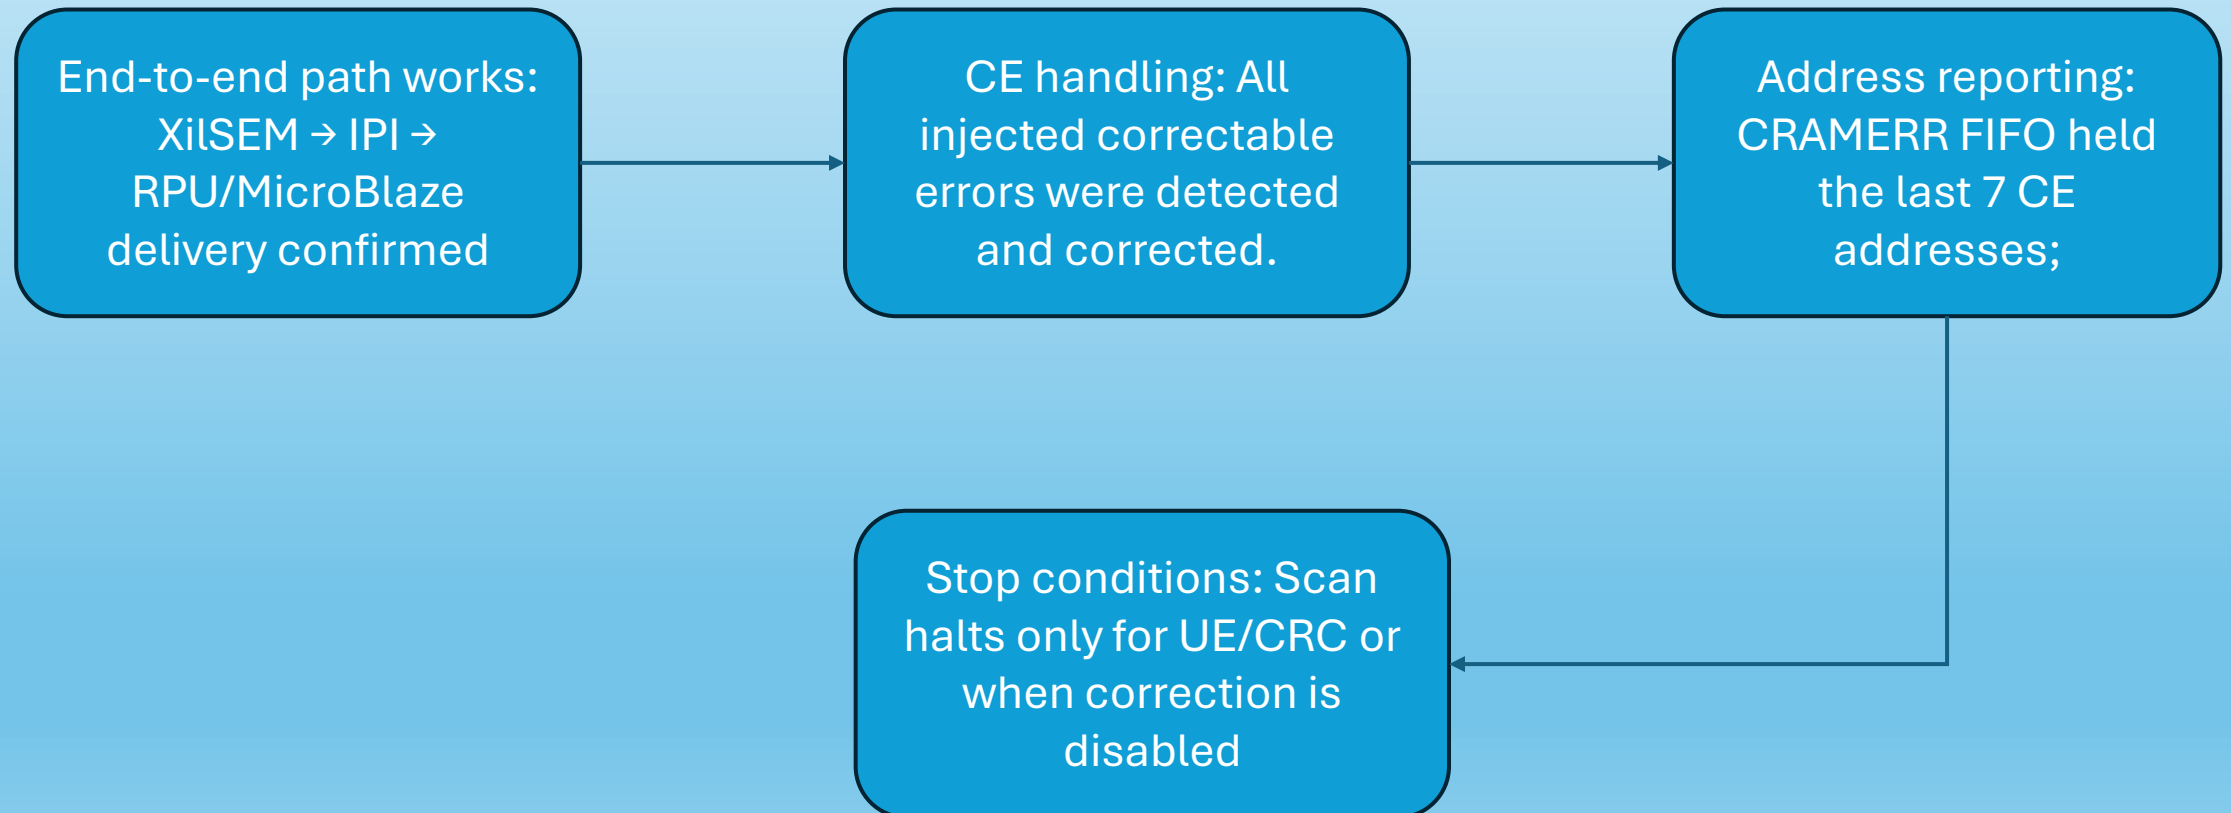 End-to-end path works:
XilSEM → IPI →
RPU/MicroBlaze
delivery confirmed
CE handling: All
injected correctable
errors were detected
and corrected.
Address reporting:
CRAMERR FIFO held
the last 7 CE
addresses;
Stop conditions: Scan
halts only for UE/CRC or
when correction is
disabled